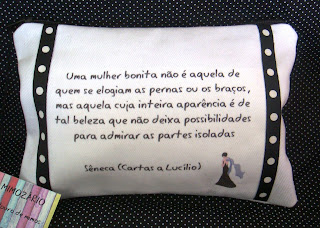 Uma mulher bonita não é aquela de
quem se elogiam as pernas ou os braços,
mas aquela cuja inteira aparência é de
tal beleza que não deixa possibilidades
para admirar as partes isoladas
Sêneca (Cartas a Lucílio)
MIMOZÁRIO